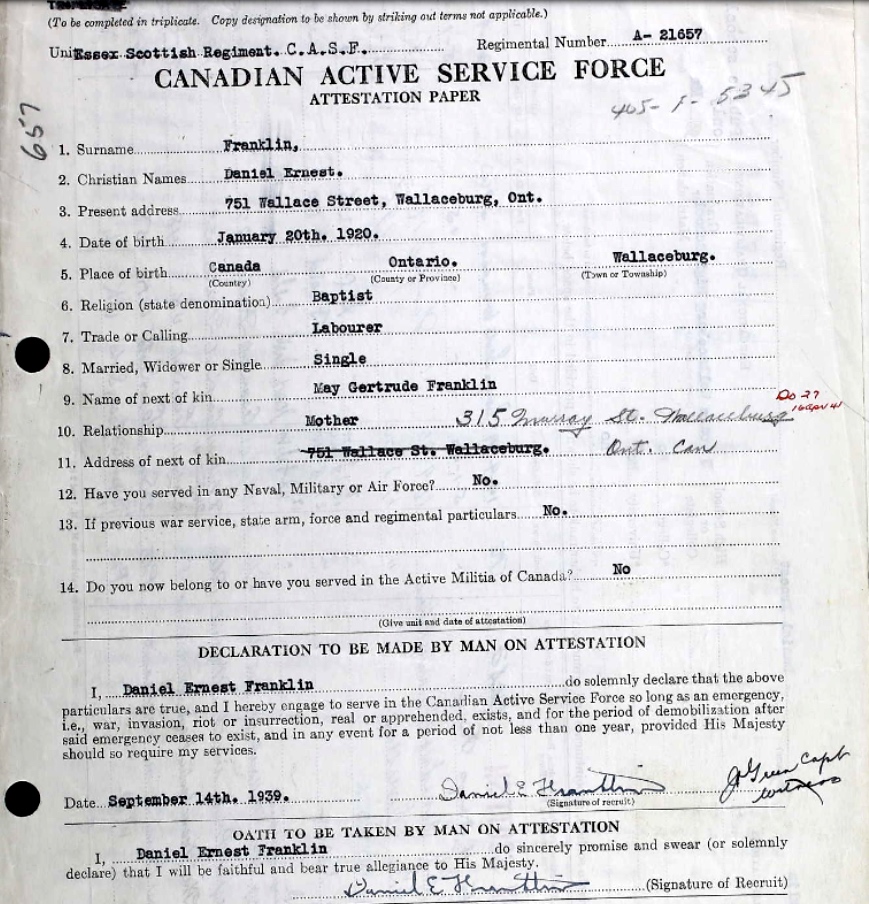 (To be completed in triplicate. Copy designation to be shown by striking out terms not applicable.)
Unit Essex Scottish Regiment. C.A.S.F. Regimental Number A- 21657
CANADIAN ACTIVE SERVICE FORCE
ATTESTATION PAPER
405- F- 5345
657
1. Surname Franklin,
2. Christian Names Daniel Ernest.
3. Present address 751 Wallace Street, Wallaceburg, Ont.
4. Date of birth January 20th. 1920.
5. Place of birth Canada Ontario. Wallaceburg.
(Country) (County or Province) (Town or Township)
6. Religion (state denomination) Baptist
7. Trade or Calling Labourer
8. Married, Widower or Single Single
9. Name of next of kin May Gertrude Franklin
Do 27
16 Apr 41
10. Relationship Mother 315 Murray St. Wallaceburg
11. Address of next of kin 751 Wallace St. Wallaceburg. Ont. Can
12. Have you served in any Naval, Military or Air Force? No.
13. If previous war service, state arm, force and regimental particulars No.
14. Do you now belong to or have you served in the Active Militia of Canada? No
(Give unit and date of attestation)
DECLARATION TO BE MADE BY MAN ON ATTESTATION
I, Daniel Ernest Franklin do solemnly declare that the above
particulars are true, and I hereby engage to serve in the Canadian Active Service Force so long as an emergency,
i.e., war, invasion, riot or insurrection, real or apprehended, exists, and for the period of demobilization after
said emergency ceases to exist, and in any event for a period of not less than one year, provided His Majesty
should so require my services.
Date September 14th. 1939. Daniel E Franklin J Green Capt
(Signature of recruit) witness
OATH TO BE TAKEN BY MAN ON ATTESTATION
I, Daniel Ernest Franklin do sincerely promise and swear (or solemnly
declare) that I will be faithful and bear true allegiance to His Majesty.
Daniel E Franklin (Signature of Recruit)